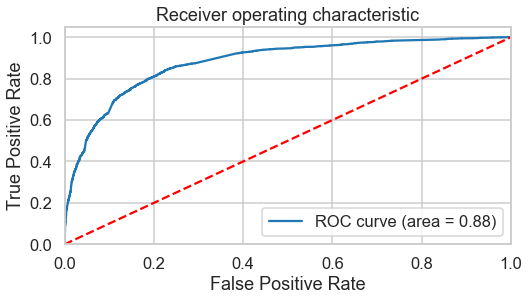 Receiver operating characteristic
True Positive Rate
1.0
0.8
0.6
0.4
0.2
0.0
ROC curve (area = 0.88)
0.0 0.2 0.4 0.6 0.8 1.0
False Positive Rate